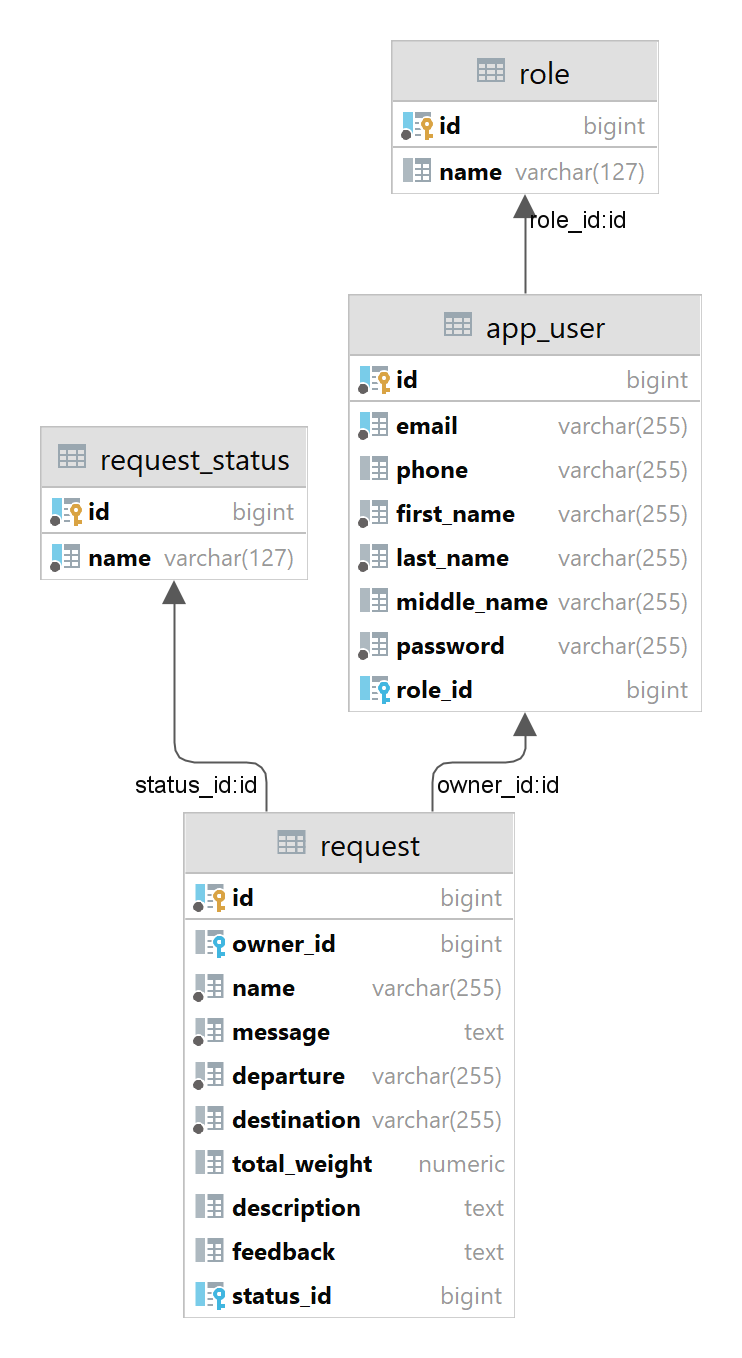 role
id bigint
name varchar(127)
role_id:id
app_user
id bigint
email varchar(255)
phone varchar(255)
first_name varchar(255)
last_name varchar(255)
middle_name varchar(255)
password varchar(255)
role_id bigint
request_status
id bigint
name varchar(127)
status_id:id
owner_id:id
request
id bigint
owner_id bigint
name varchar(255)
message text
departure varchar(255)
destination varchar(255)
total_weight numeric
description text
feedback text
status_id bigint